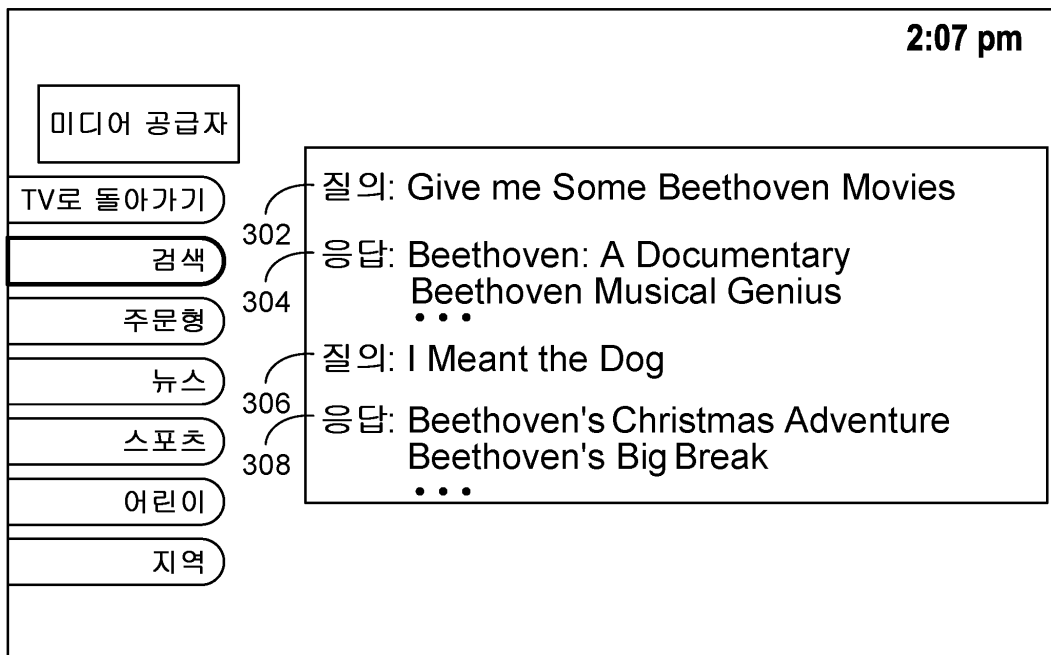 2:07 pm
미디어 공급자
TV로 돌아가기
검색
주문형
뉴스
스포츠
어린이
지역
302
질의: Give me Some Beethoven Movies
304
응답: Beethoven: A Documentary
Beethoven Musical Genius
• • •
306
질의: I Meant the Dog
308
응답: Beethoven's Christmas Adventure
Beethoven's Big Break
• • •